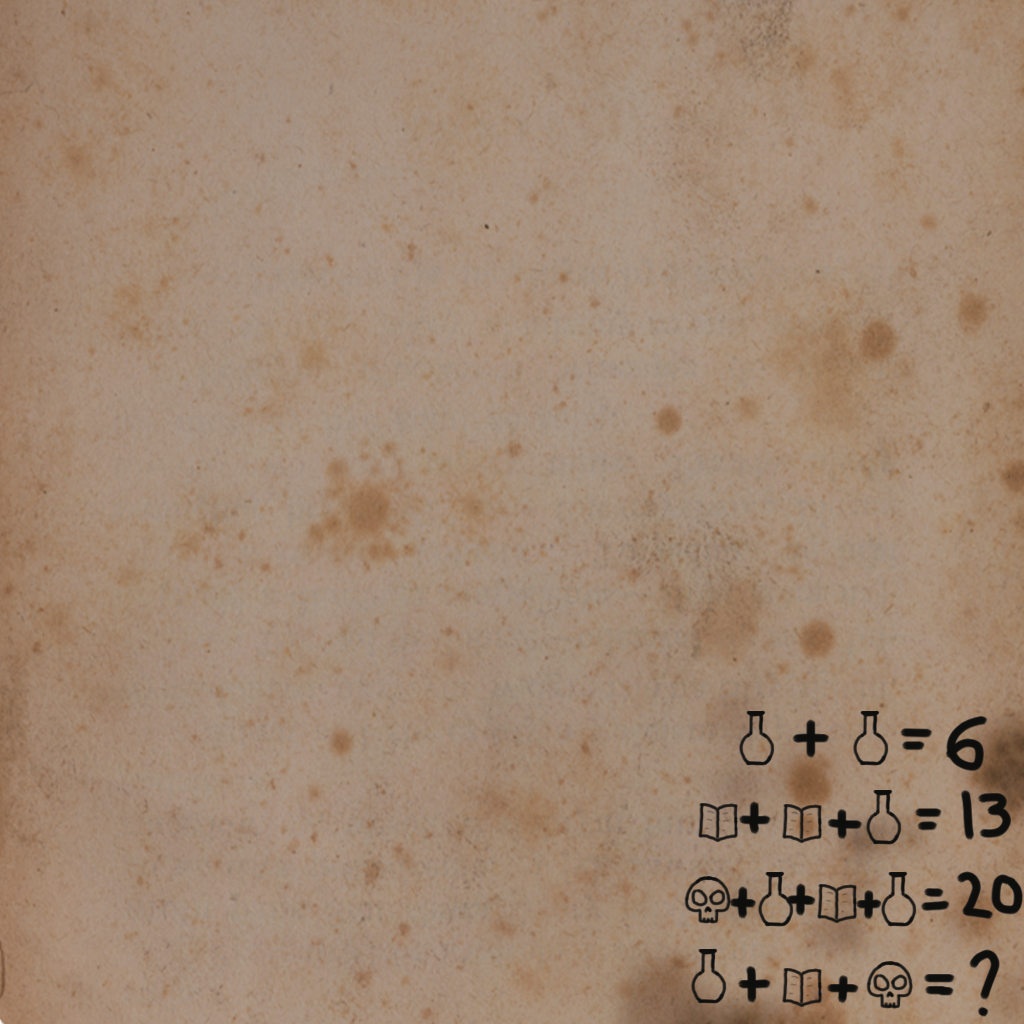 + = 6
+ + = 13
+ + + = 20
+ + = ?